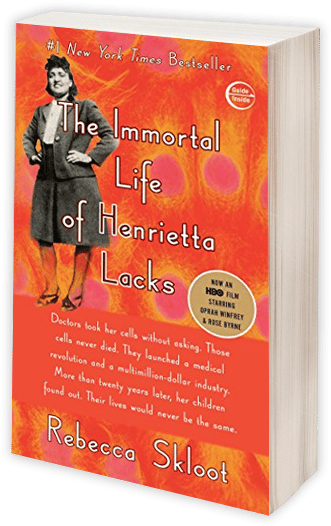 #1 New York Times Bestseller
Guide
Inside
The Immortal
Life
of Henrietta
Lacks
NOW AN
HBO FILM
STARRING
OPRAH WINFREY
& ROSE BYRNE
Doctors took her cells without asking. Those
cells never died. They launched a medical
revolution and a multimillion-dollar industry.
More than twenty years later, her children
found out. Their lives would never be the same.
Rebecca Skloot